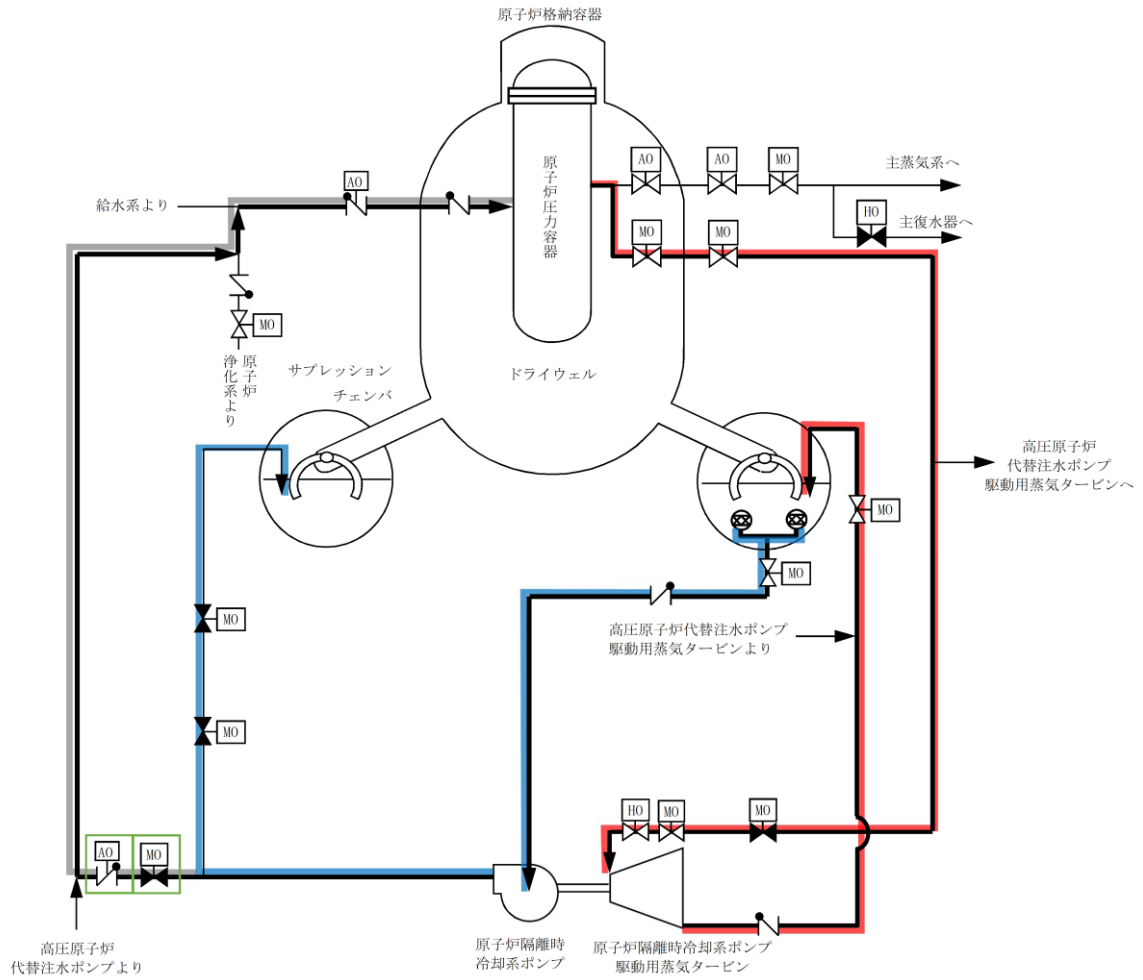 原子炉格納容器
原子炉圧力容器
AO
AO
MO
主蒸気系へ
HO
主復水器へ
MO
MO
AO
給水系より
MO
原子炉
浄化系より
サプレッション
チェンバ
ドライウェル
高圧原子炉
代替注水ポンプ
駆動用蒸気タービンへ
MO
MO
高圧原子炉代替注水ポンプ
駆動用蒸気タービンより
MO
MO
HO
MO
MO
AO
MO
高圧原子炉
代替注水ポンプより
原子炉隔離時
冷却系ポンプ
原子炉隔離時冷却系ポンプ
駆動用蒸気タービン